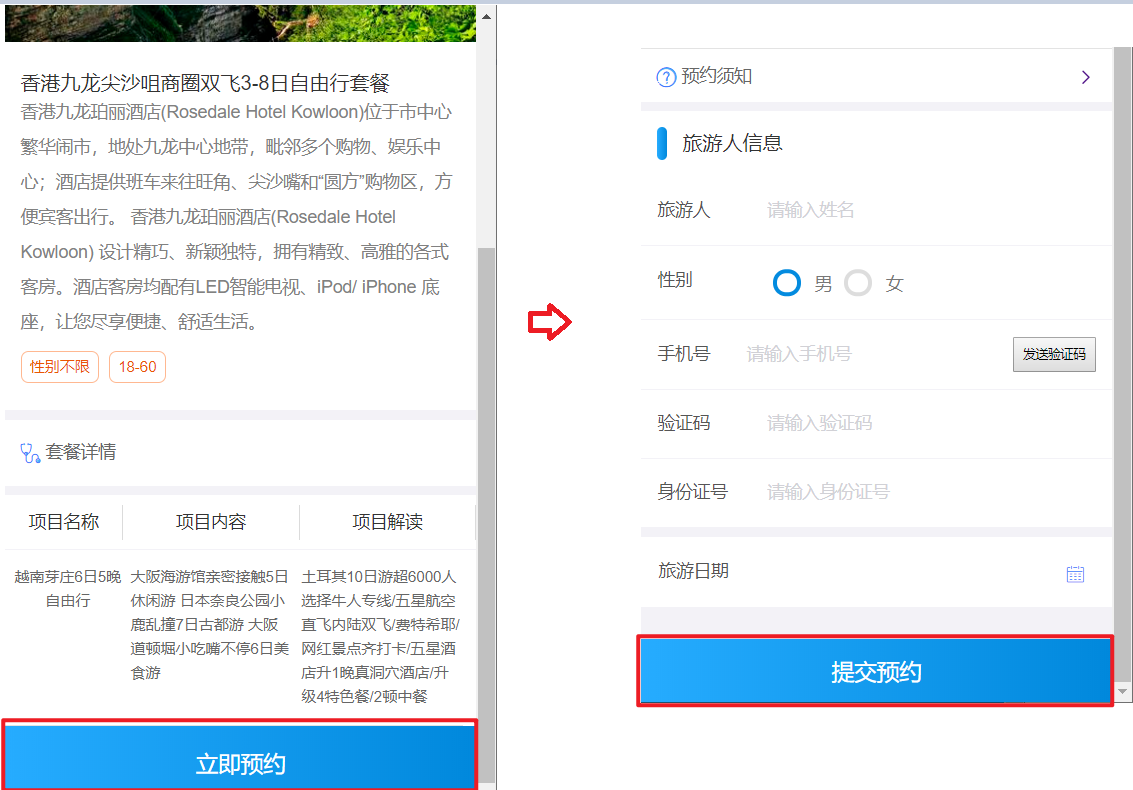 香港九龙尖沙咀商圈双飞3-8日自由行套餐
香港九龙珀丽酒店(Rosedale Hotel Kowloon)位于市中心
繁华闹市，地处九龙中心地带，毗邻多个购物、娱乐中
心；酒店提供班车来往旺角、尖沙嘴和“圆方”购物区，方
便宾客出行。 香港九龙珀丽酒店(Rosedale Hotel
Kowloon) 设计精巧、新颖独特，拥有精致、高雅的各式
客房。酒店客房均配有LED智能电视、iPod/ iPhone 底
座，让您尽享便捷、舒适生活。
性别不限 18-60
套餐详情
项目名称 项目内容 项目解读
越南芽庄6日5晚
自由行
大阪海游馆亲密接触5日
休闲游 日本奈良公园小
鹿乱撞7日古都游 大阪
道顿堀小吃嘴不停6日美
食游
土耳其10日游超6000人
选择牛人专线/五星航空
直飞内陆双飞/费特希耶/
网红景点齐打卡/五星酒
店升1晚真洞穴酒店/升
级4特色餐/2顿中餐
立即预约
预约须知
旅游人信息
旅游人 请输入姓名
性别 男 女
手机号 请输入手机号 发送验证码
验证码 请输入验证码
身份证号 请输入身份证号
旅游日期
提交预约